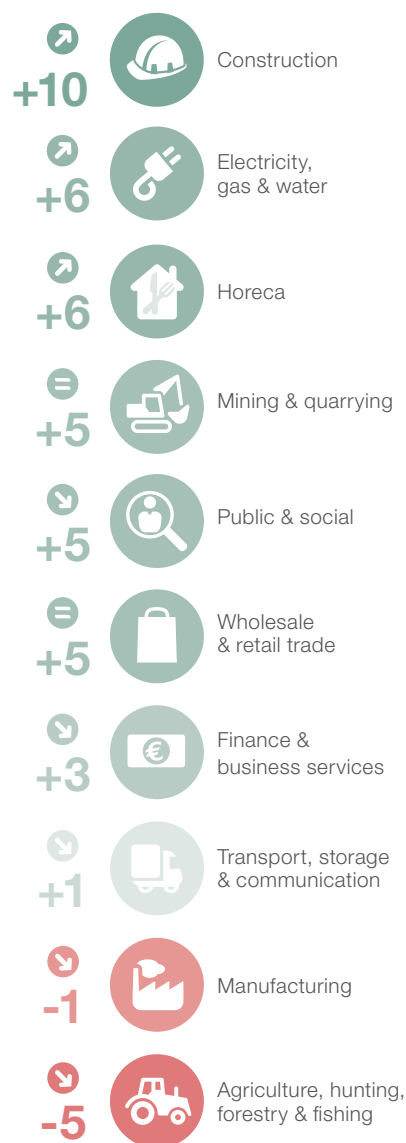 +10
Construction
+6
Electricity,
gas & water
+6
Horeca
=
+5
Mining & quarrying
+5
Public & social
=
+5
Wholesale
& retail trade
€
+3
Finance &
business services
+1
Transport, storage
& communication
-1
Manufacturing
-5
Agriculture, hunting,
forestry & fishing